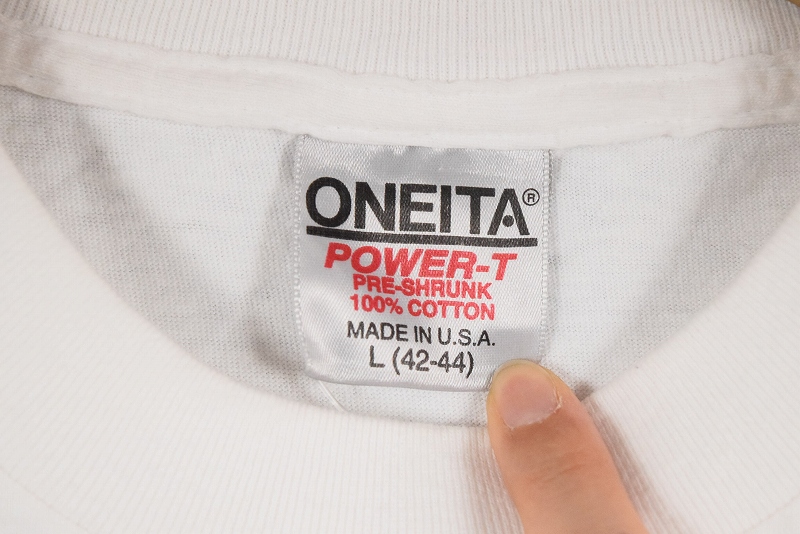 ONEITA®
POWER-T
PRE-SHRUNK
100% COTTON
MADE IN U.S.A.
L (42-44)